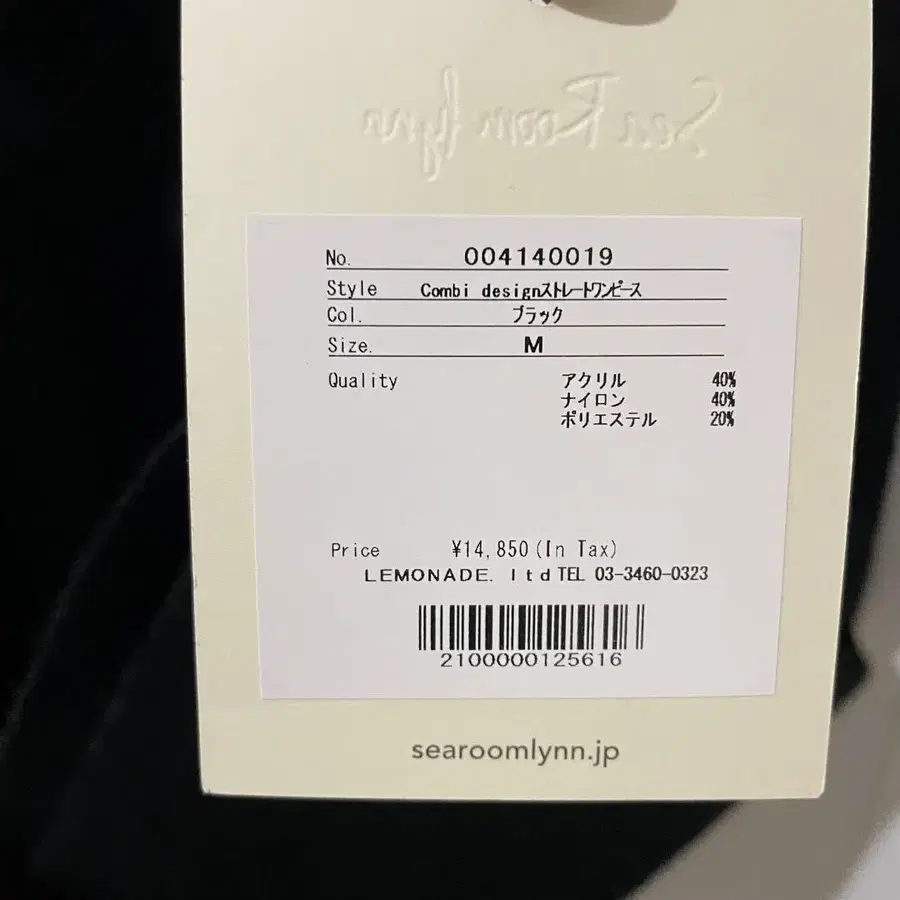 Sea Room lynn
No. 004140019
Style Combi designストレートワンピース
Col. ブラック
Size. M
Quality アクリル 40%
ナイロン 40%
ポリエステル 20%
Price ¥14,850(In Tax)
LEMONADE. ltd TEL 03-3460-0323
2100000125616
searoomlynn.jp